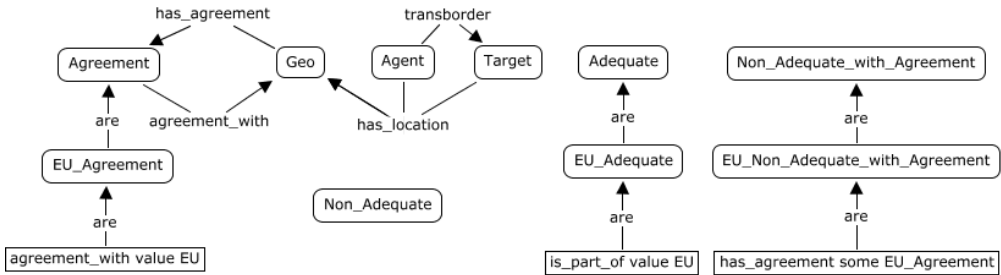 has_agreement
transborder
Agreement
Geo
Agent
Target
Adequate
Non_Adequate_with_Agreement
are
agreement_with
has_location
are
are
EU_Agreement
EU_Adequate
EU_Non_Adequate_with_Agreement
Non_Adequate
are
are
are
agreement_with value EU
is_part_of value EU
has_agreement some EU_Agreement